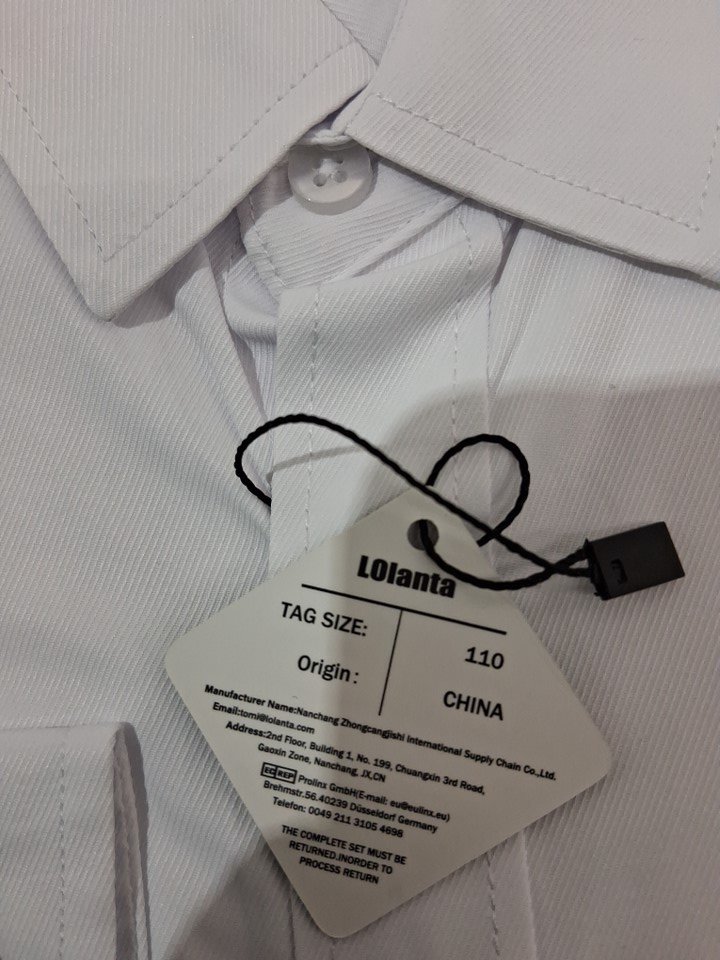 LOlanta
TAG SIZE: 110
Origin: CHINA
Manufacturer Name:Nanchang Zhongcangjishi International Supply Chain Co.,Ltd.
Email:tomi@lolanta.com
Address:2nd Floor, Building 1, No. 199, Chuangxin 3rd Road,
Gaoxin Zone, Nanchang, JX.CN
EC REP Prolinx GmbH(E-mail: eu@eulinx.eu)
Brehmstr.56.40239 Düsseldorf Germany
Telefon: 0049 211 3105 4698
THE COMPLETE SET MUST BE
RETURNED.INORDER TO
PROCESS RETURN